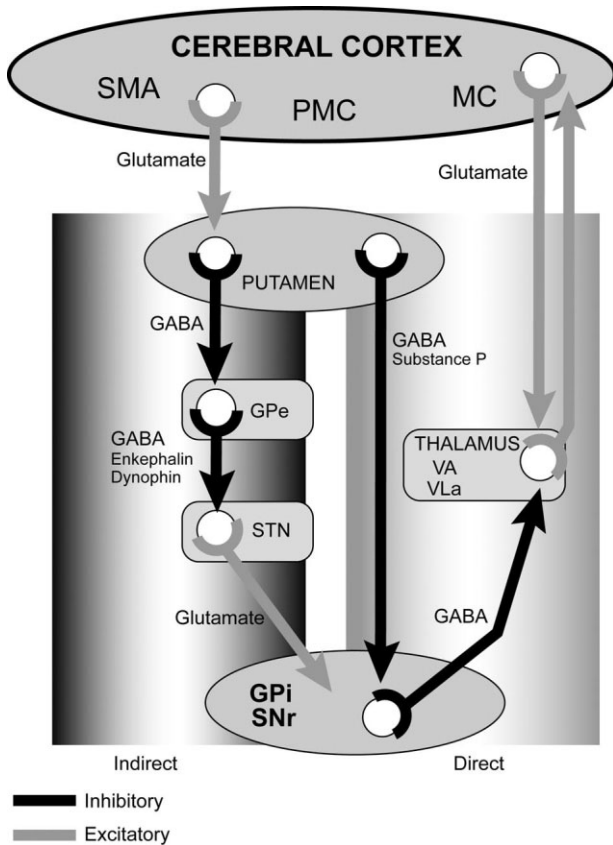 CEREBRAL CORTEX
SMA
PMC
MC
Glutamate
Glutamate
PUTAMEN
GABA
GABA
Substance P
GPe
GABA
Enkephalin
Dynophin
THALAMUS
VA
VLa
STN
Glutamate
GABA
GPi
SNr
Indirect
Direct
Inhibitory
Excitatory